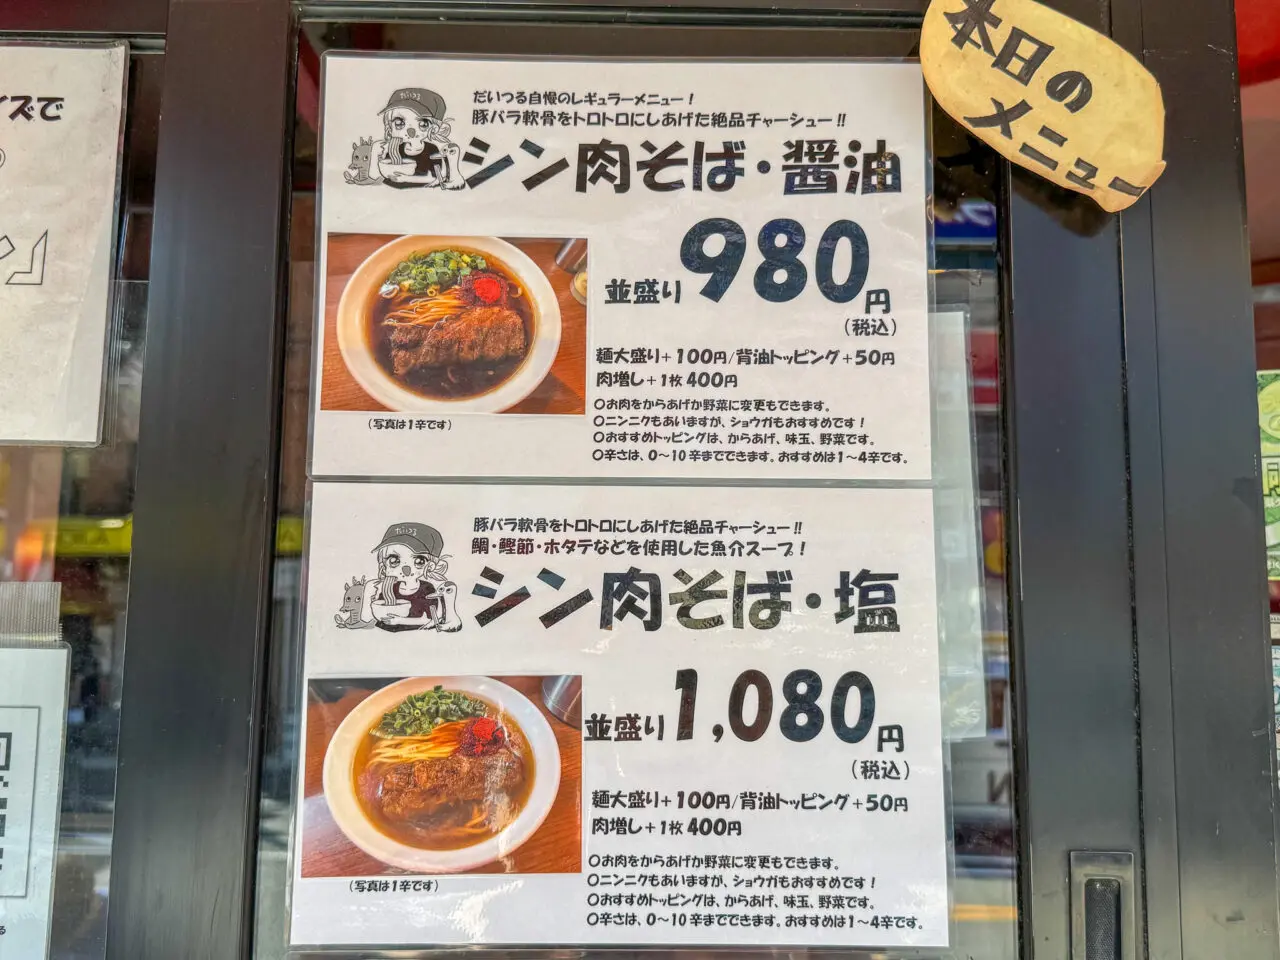 本日の
メニュー
イズで
ン』
だいつる
だいつる自慢のレギュラーメニュー！
豚バラ軟骨をトロトロにしあげた絶品チャーシュー!!
シン肉そば・醤油
並盛り980円
（税込）
麺大盛り+100円/背油トッピング+50円
肉増し+1枚400円
（写真は1辛です）
○お肉をからあげか野菜に変更もできます。
○ニンニクもあいますが、ショウガもおすすめです！
○おすすめトッピングは、からあげ、味玉、野菜です。
○辛さは、0～10辛までできます。おすすめは1～4辛です。
だいつる
豚バラ軟骨をトロトロにしあげた絶品チャーシュー!!
鯛・鰹節・ホタテなどを使用した魚介スープ！
シン肉そば・塩
並盛り1,080円
（税込）
麺大盛り+100円/背油トッピング+50円
肉増し+1枚400円
（写真は1辛です）
○お肉をからあげか野菜に変更もできます。
○ニンニクもあいますが、ショウガもおすすめです！
○おすすめトッピングは、からあげ、味玉、野菜です。
○辛さは、0～10辛までできます。おすすめは1～4辛です。